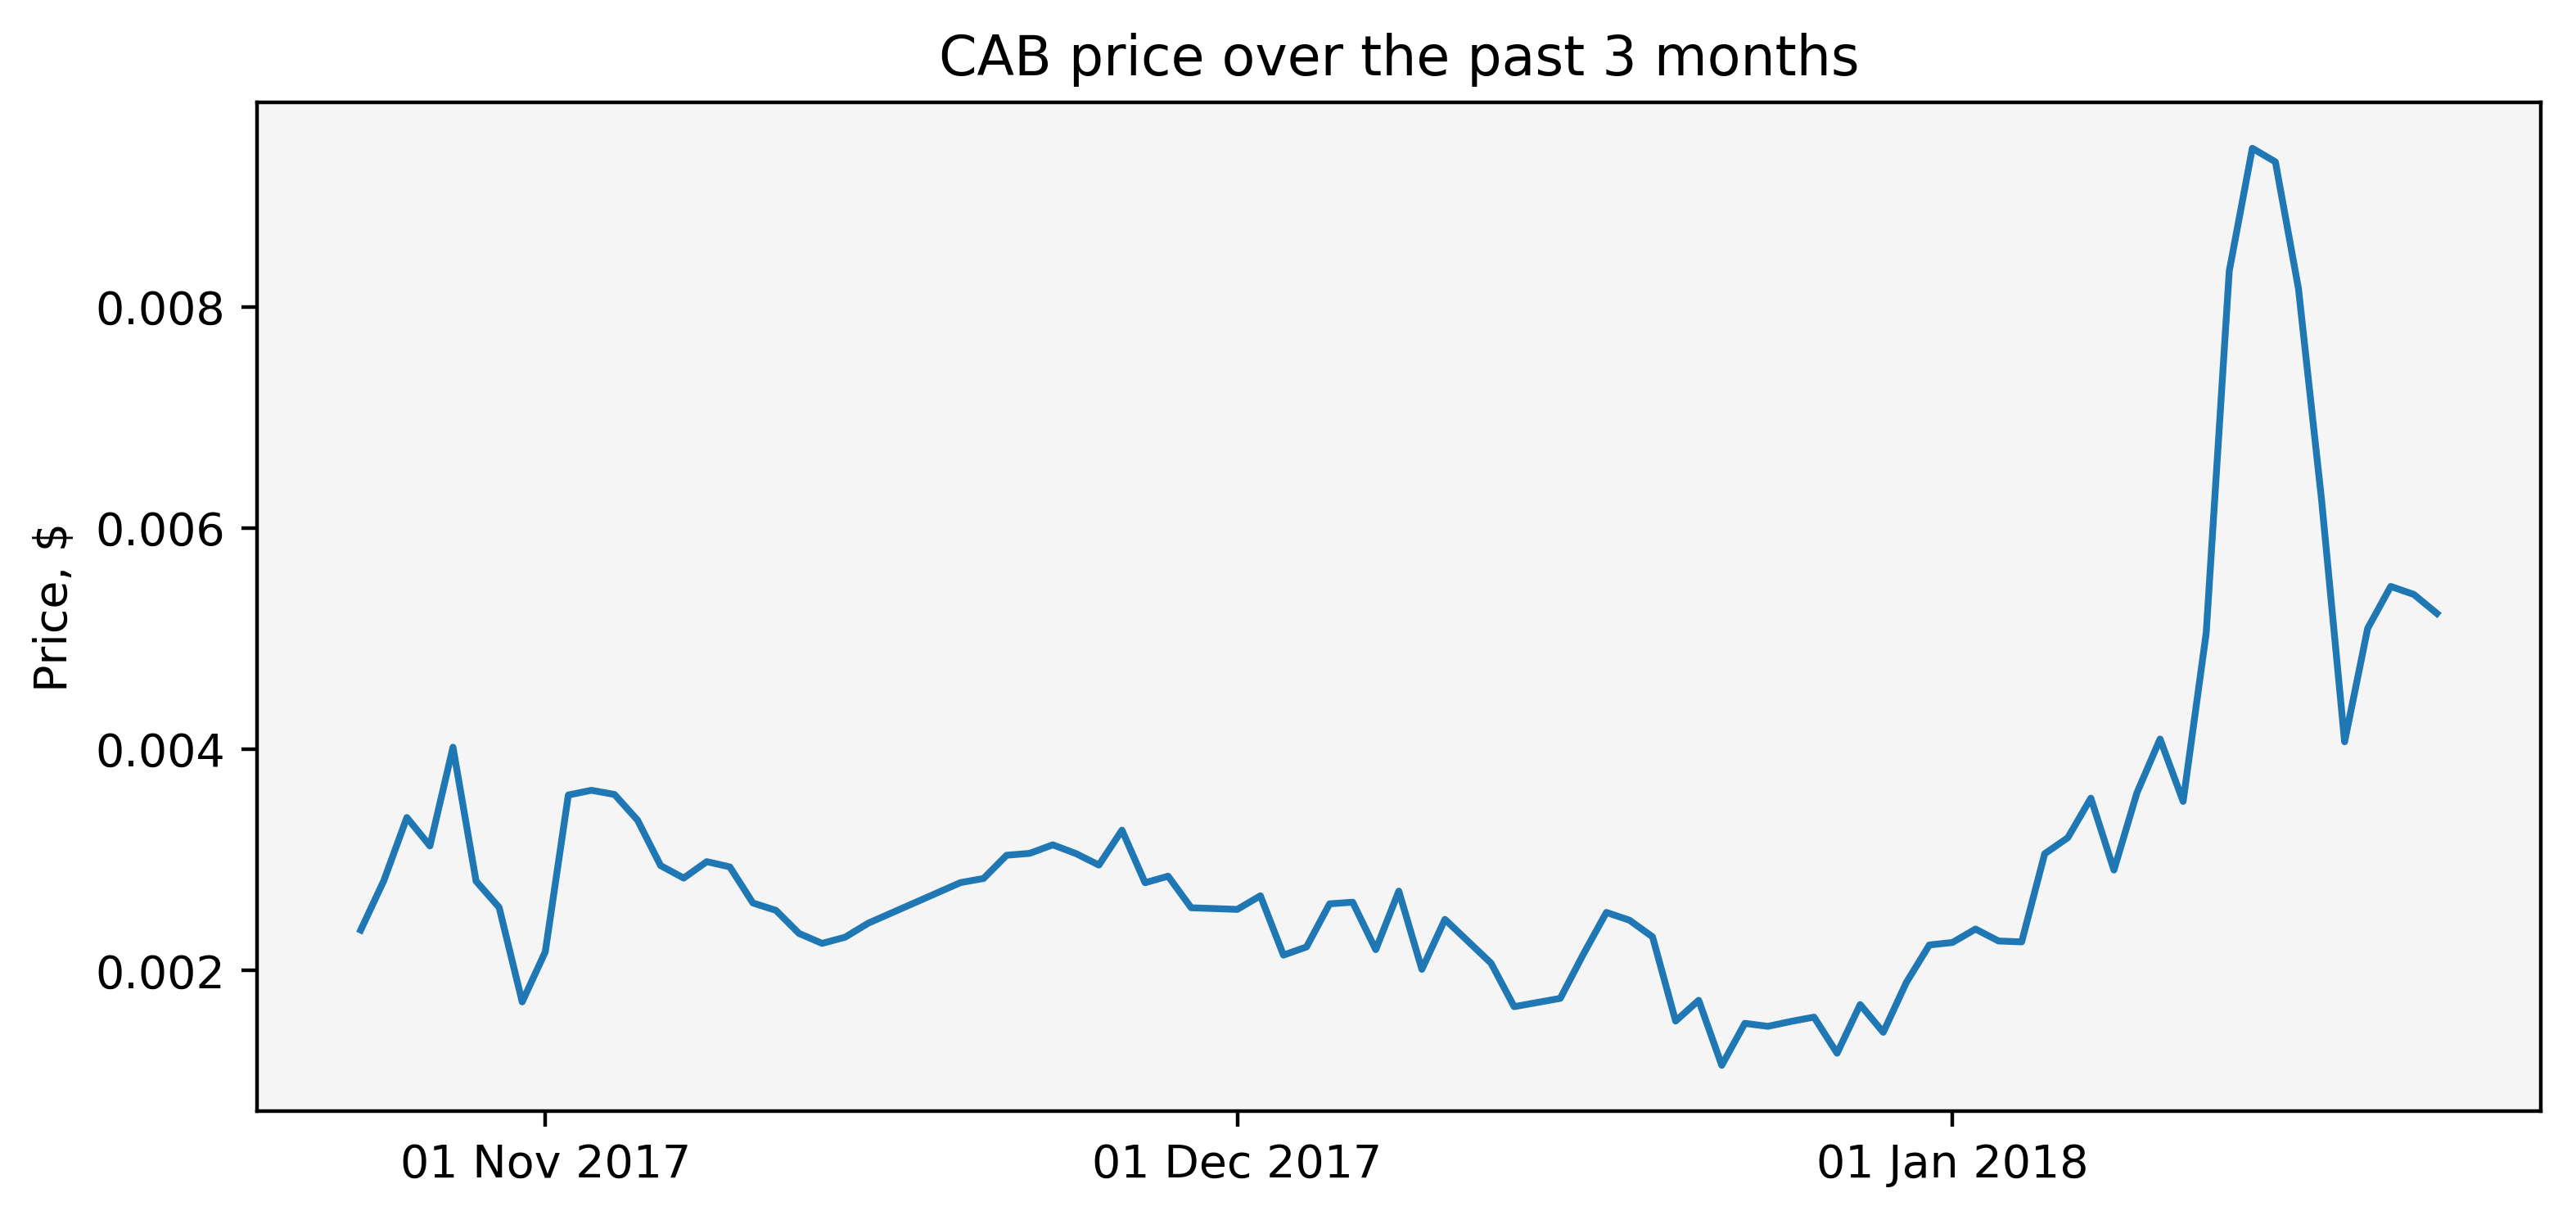 CAB price over the past 3 months
Price, $
0.008
0.006
0.004
0.002
01 Nov 2017
01 Dec 2017
01 Jan 2018